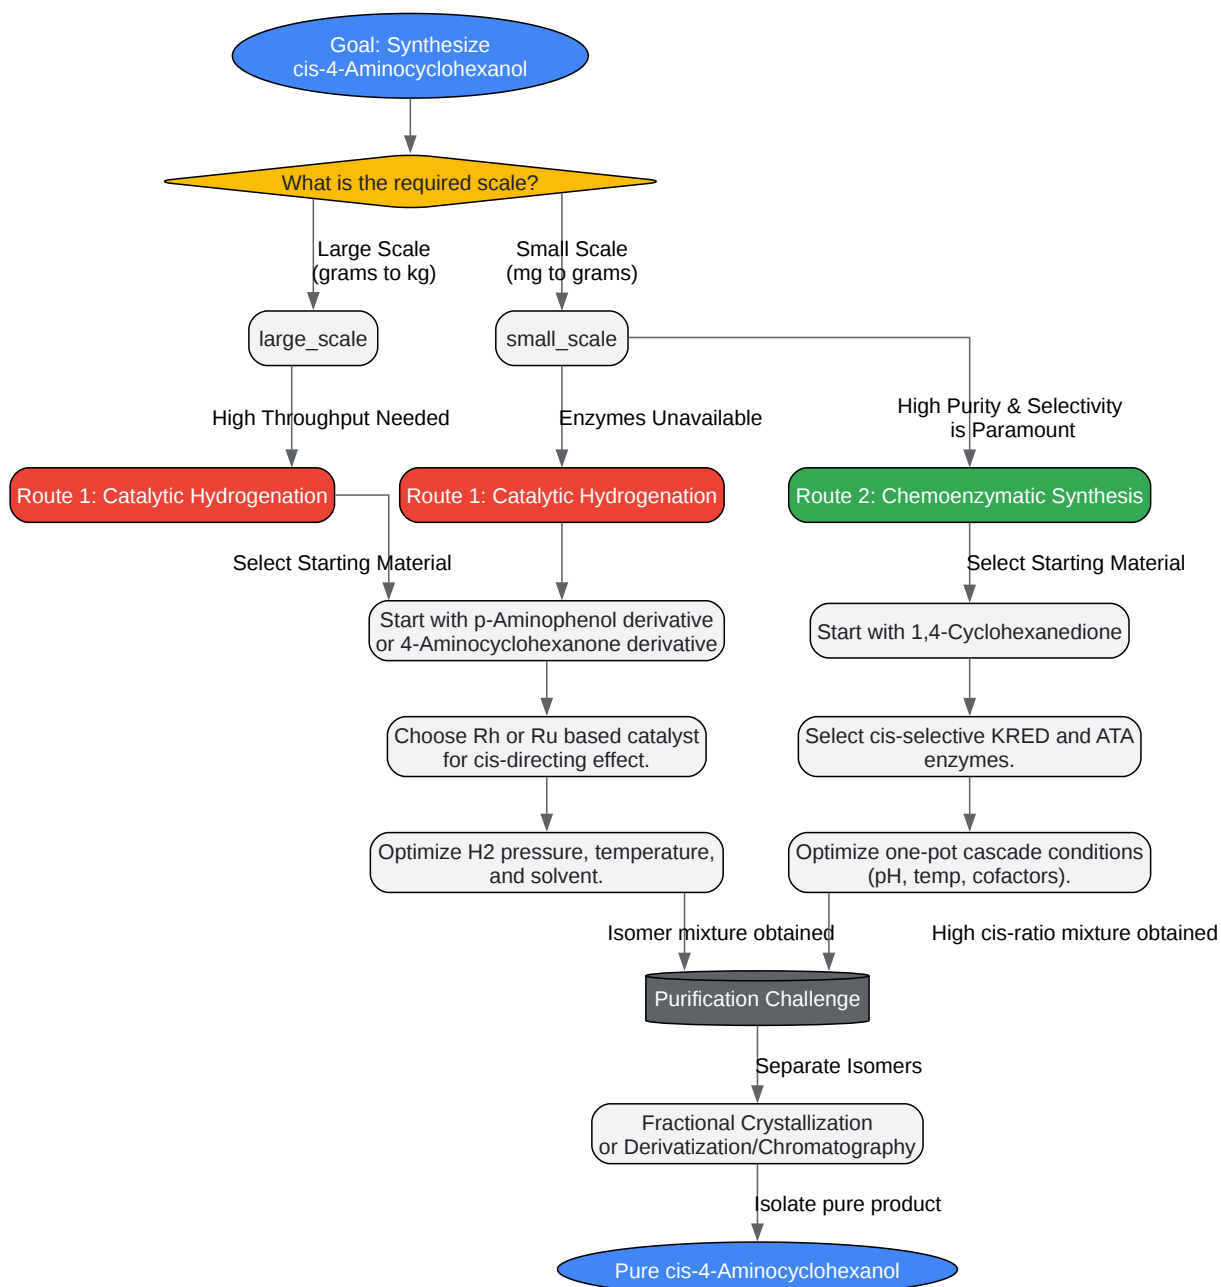 Goal: Synthesize
cis-4-Aminocyclohexanol
What is the required scale?
Large Scale
(grams to kg)
Small Scale
(mg to grams)
large_scale
small_scale
High Throughput Needed
Enzymes Unavailable
High Purity & Selectivity
is Paramount
Route 1: Catalytic Hydrogenation
Route 1: Catalytic Hydrogenation
Route 2: Chemoenzymatic Synthesis
Select Starting Material
Select Starting Material
Start with p-Aminophenol derivative
or 4-Aminocyclohexanone derivative
Start with 1,4-Cyclohexanedione
Choose Rh or Ru based catalyst
for cis-directing effect.
Select cis-selective KRED and ATA
enzymes.
Optimize H2 pressure, temperature,
and solvent.
Optimize one-pot cascade conditions
(pH, temp, cofactors).
Isomer mixture obtained
High cis-ratio mixture obtained
Purification Challenge
Separate Isomers
Fractional Crystallization
or Derivatization/Chromatography
Isolate pure product
Pure cis-4-Aminocyclohexanol